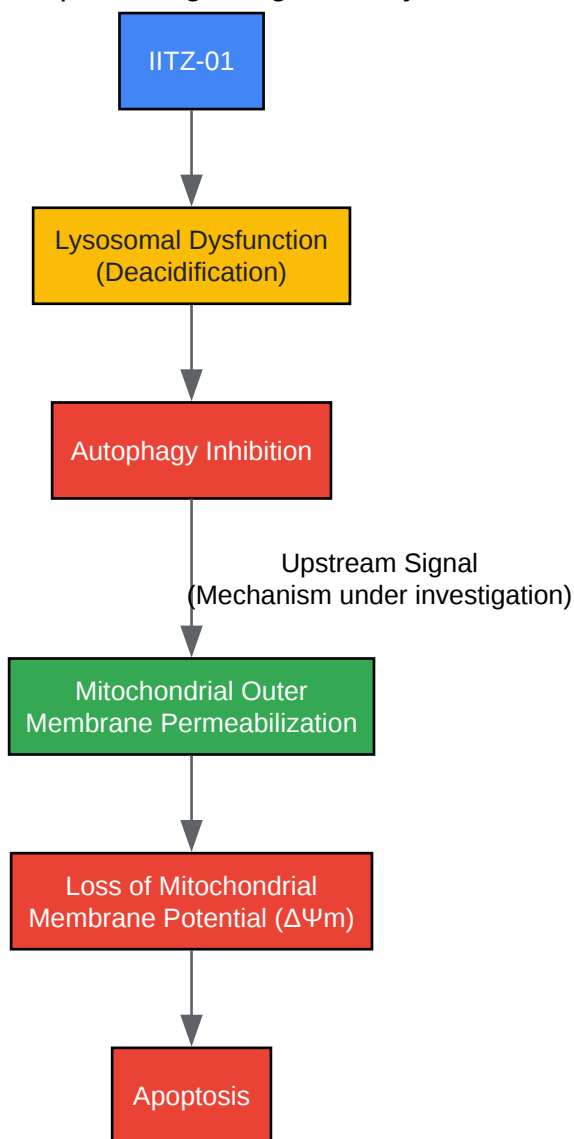 IITZ-01
Lysosomal Dysfunction
(Deacidification)
Autophagy Inhibition
Upstream Signal
(Mechanism under investigation)
Mitochondrial Outer
Membrane Permeabilization
Loss of Mitochondrial
Membrane Potential (ΔΨm)
Apoptosis